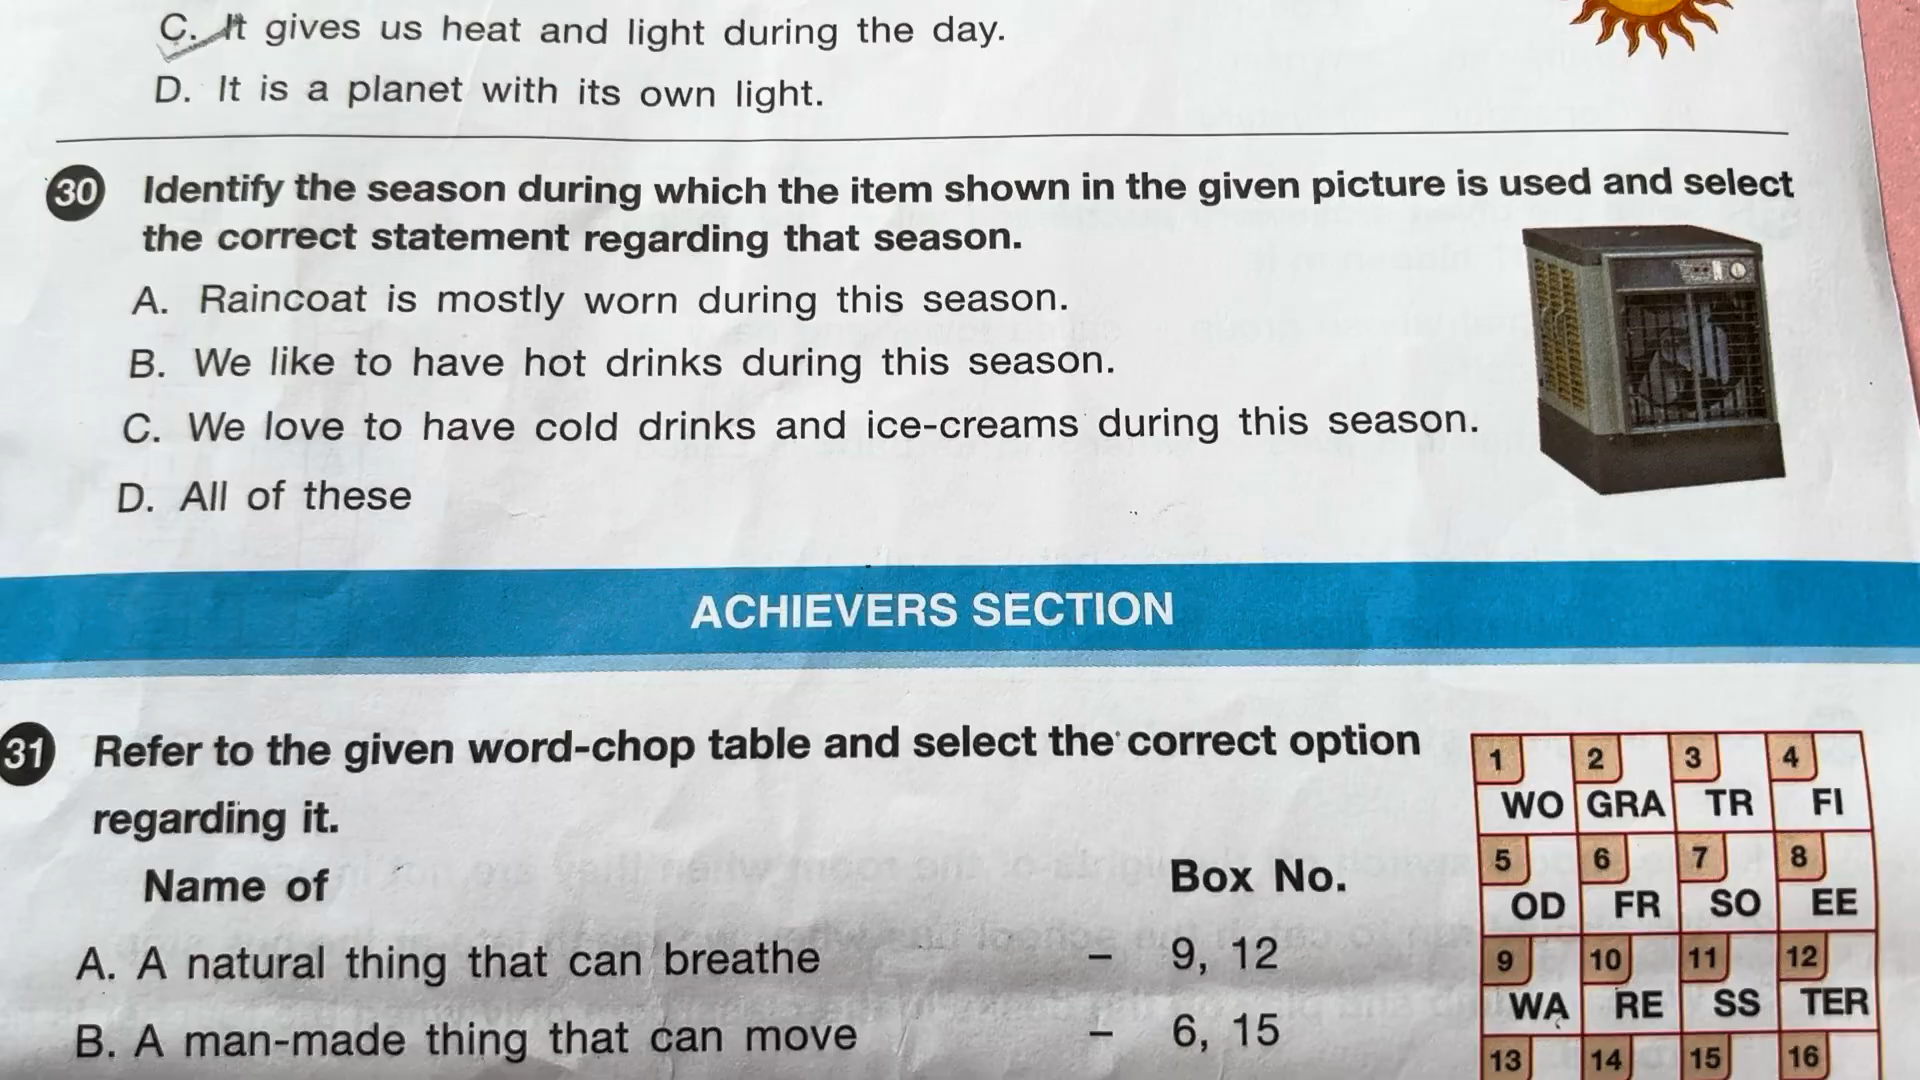 C. It gives us heat and light during the day.
D. It is a planet with its own light.
30 Identify the season during which the item shown in the given picture is used and select
the correct statement regarding that season.
A. Raincoat is mostly worn during this season.
B. We like to have hot drinks during this season.
C. We love to have cold drinks and ice-creams during this season.
D. All of these
ACHIEVERS SECTION
31 Refer to the given word-chop table and select the correct option
regarding it.
Name of Box No.
A. A natural thing that can breathe – 9, 12
B. A man-made thing that can move – 6, 15
1 2 3 4
WO GRA TR FI
5 6 7 8
OD FR SO EE
9 10 11 12
WA RE SS TER
13 14 15 16